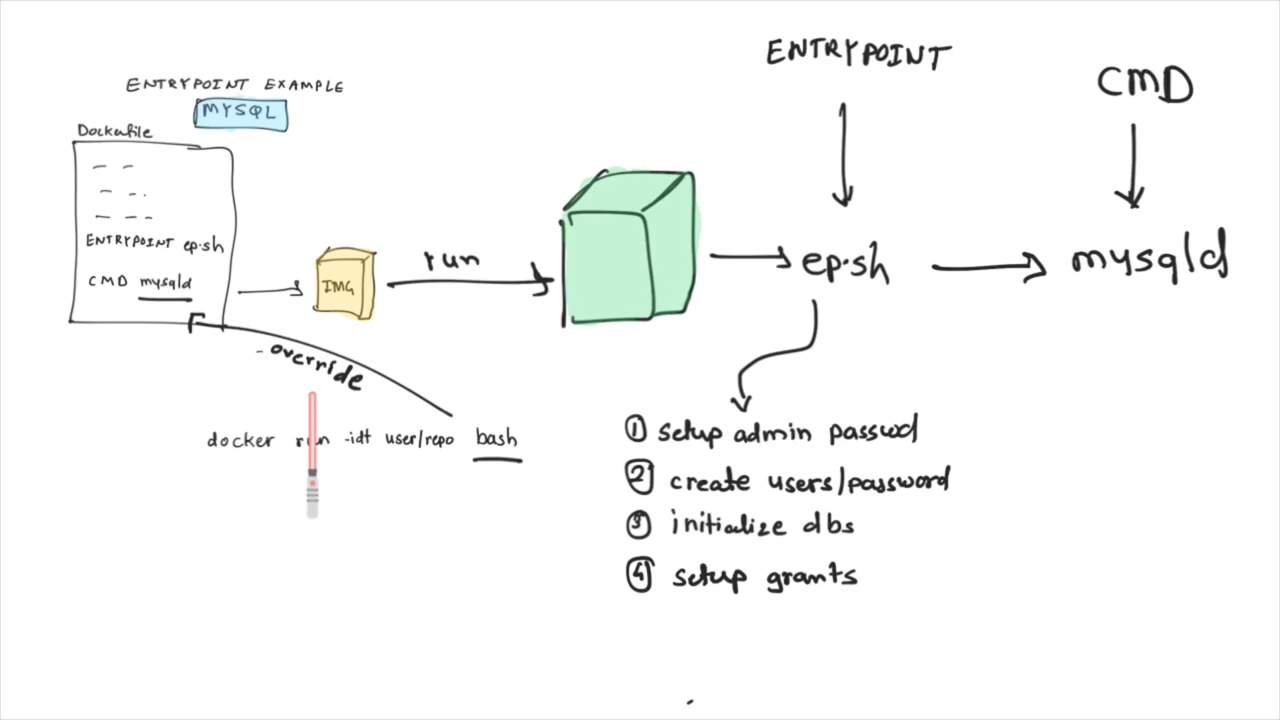 ENTRYPOINT EXAMPLE
MYSQL
Dockerfile
ENTRYPOINT ep.sh
CMD mysqld
IMG
run
override
docker run -idt user/repo bash
ENTRYPOINT
CMD
ep.sh
mysqld
1 setup admin passwd
2 create users/password
3 initialize dbs
4 setup grants